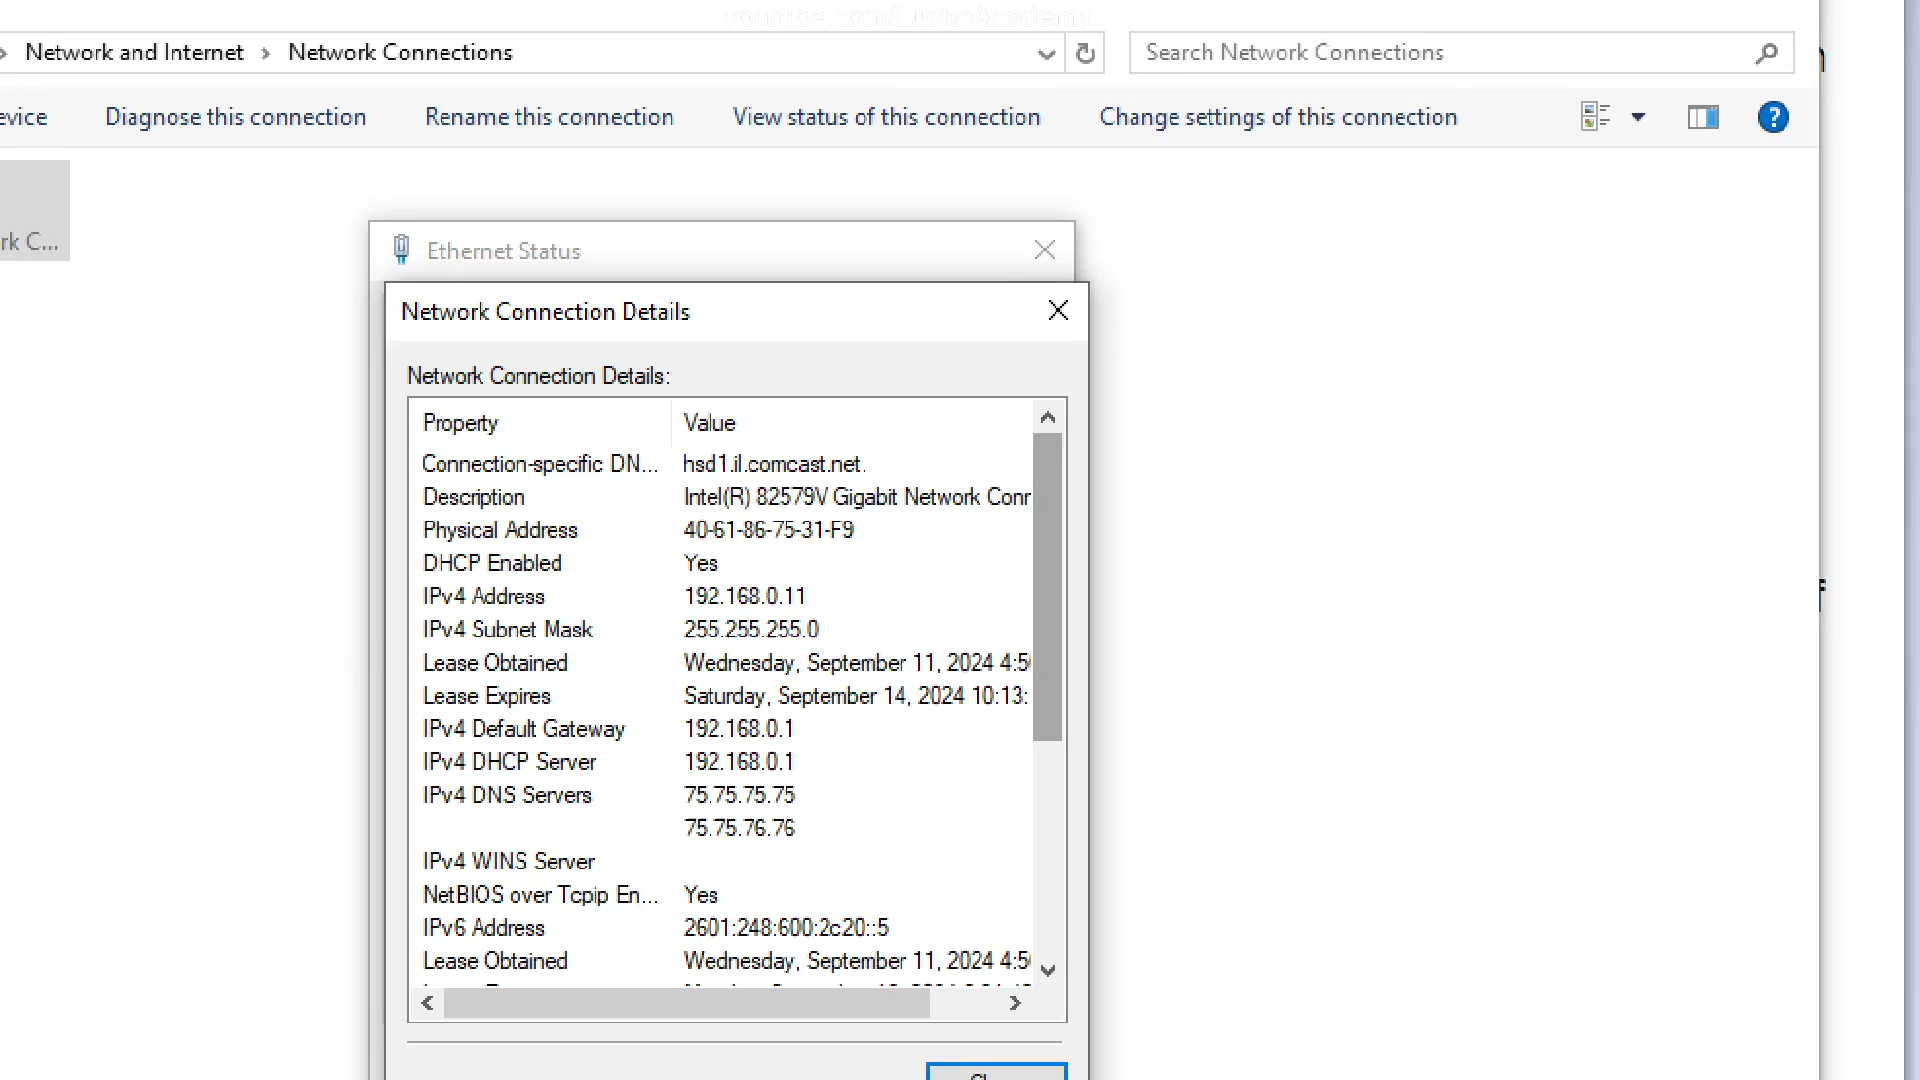 Network and Internet > Network Connections
Search Network Connections
evice
Diagnose this connection
Rename this connection
View status of this connection
Change settings of this connection
rk C...
Ethernet Status
Network Connection Details
Network Connection Details:
Property Value
Connection-specific DN... hsd1.il.comcast.net.
Description Intel(R) 82579V Gigabit Network Conr
Physical Address 40-61-86-75-31-F9
DHCP Enabled Yes
IPv4 Address 192.168.0.11
IPv4 Subnet Mask 255.255.255.0
Lease Obtained Wednesday, September 11, 2024 4:5
Lease Expires Saturday, September 14, 2024 10:13:
IPv4 Default Gateway 192.168.0.1
IPv4 DHCP Server 192.168.0.1
IPv4 DNS Servers 75.75.75.75
75.75.76.76
IPv4 WINS Server
NetBIOS over Tcpip En... Yes
IPv6 Address 2601:248:600:2c20::5
Lease Obtained Wednesday, September 11, 2024 4:5